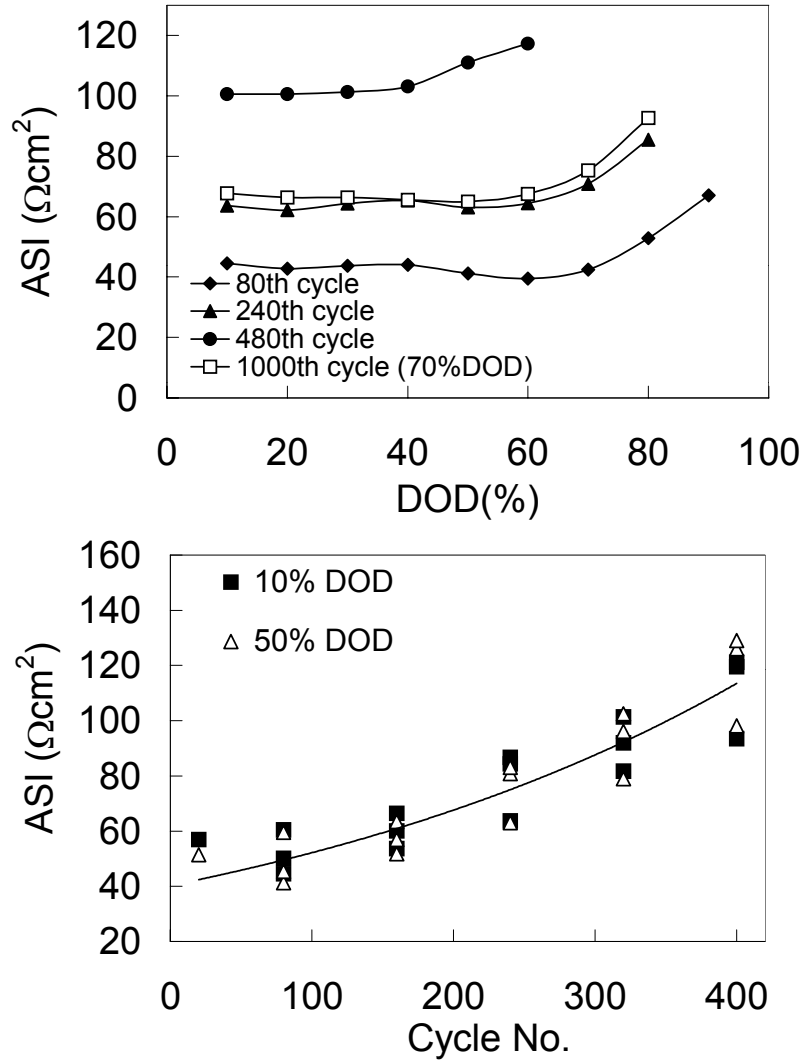 120
100
80
60
40
20
0
ASI (Ωcm²)
80th cycle
240th cycle
480th cycle
1000th cycle (70%DOD)
0 20 40 60 80 100
DOD(%)
160
140
120
100
80
60
40
20
ASI (Ωcm²)
10% DOD
50% DOD
0 100 200 300 400
Cycle No.